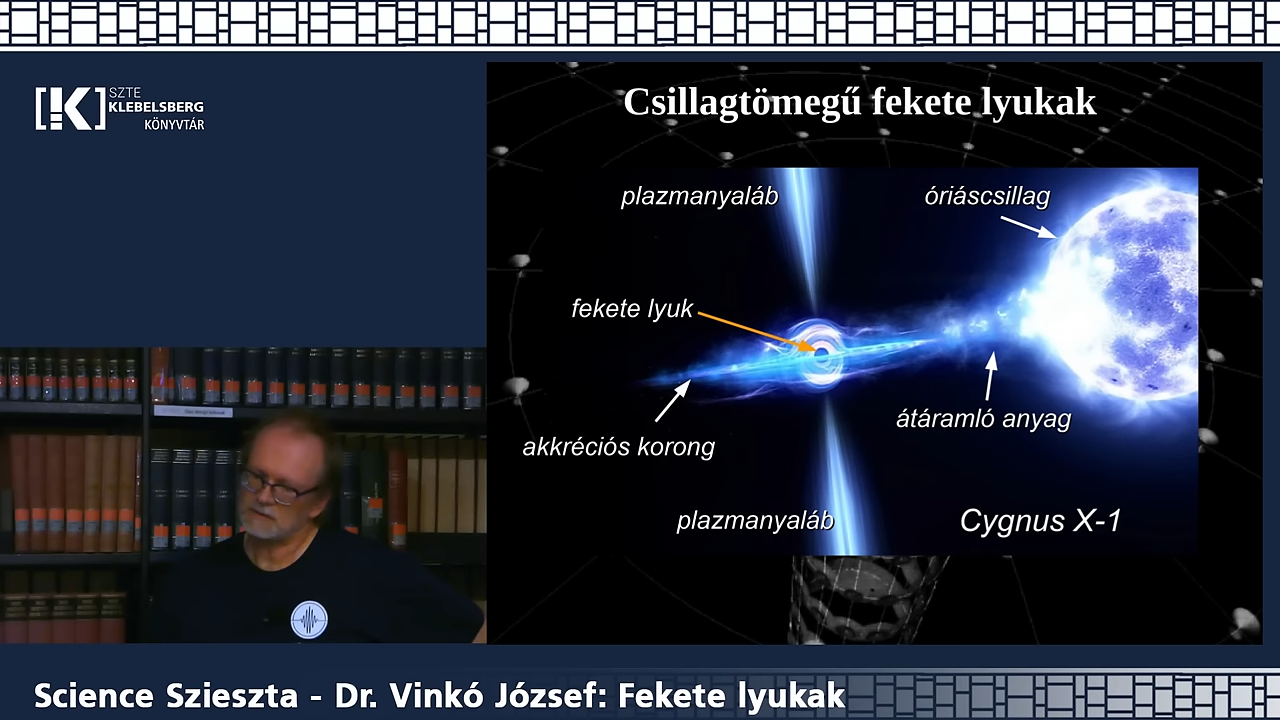 SZTE
KLEBELSBERG
KÖNYVTÁR
Csillagtömegű fekete lyukak
plazmanyaláb
óriáscsillag
fekete lyuk
átáramló anyag
akkréciós korong
plazmanyaláb
Cygnus X-1
Science Szieszta - Dr. Vinkó József: Fekete lyukak